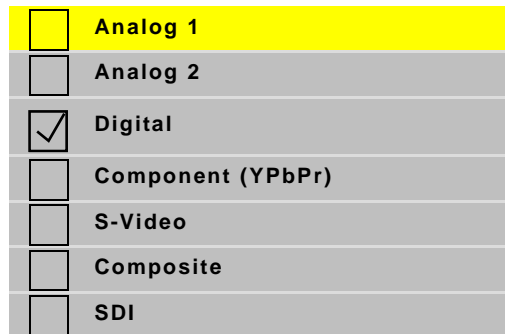 Analog 1
Analog 2
Digital
Component (YPbPr)
S-Video
Composite
SDI